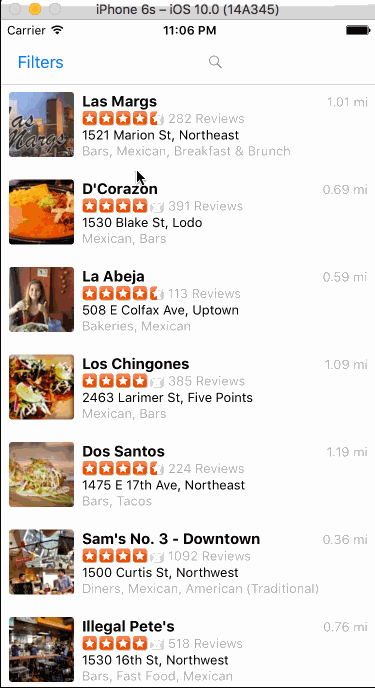 iPhone 6s – iOS 10.0 (14A345)
Carrier 11:06 PM
Filters
Las Margs 1.01 mi
282 Reviews
1521 Marion St, Northeast
Bars, Mexican, Breakfast & Brunch
D'Corazon 0.69 mi
391 Reviews
1530 Blake St, Lodo
Mexican, Bars
La Abeja 0.59 mi
113 Reviews
508 E Colfax Ave, Uptown
Bakeries, Mexican
Los Chingones 1.09 mi
385 Reviews
2463 Larimer St, Five Points
Mexican, Bars
Dos Santos 1.19 mi
224 Reviews
1475 E 17th Ave, Northeast
Bars, Tacos
Sam's No. 3 - Downtown 0.36 mi
1092 Reviews
1500 Curtis St, Northwest
Diners, Mexican, American (Traditional)
Illegal Pete's 0.76 mi
518 Reviews
1530 16th St, Northwest
Bars, Fast Food, Mexican